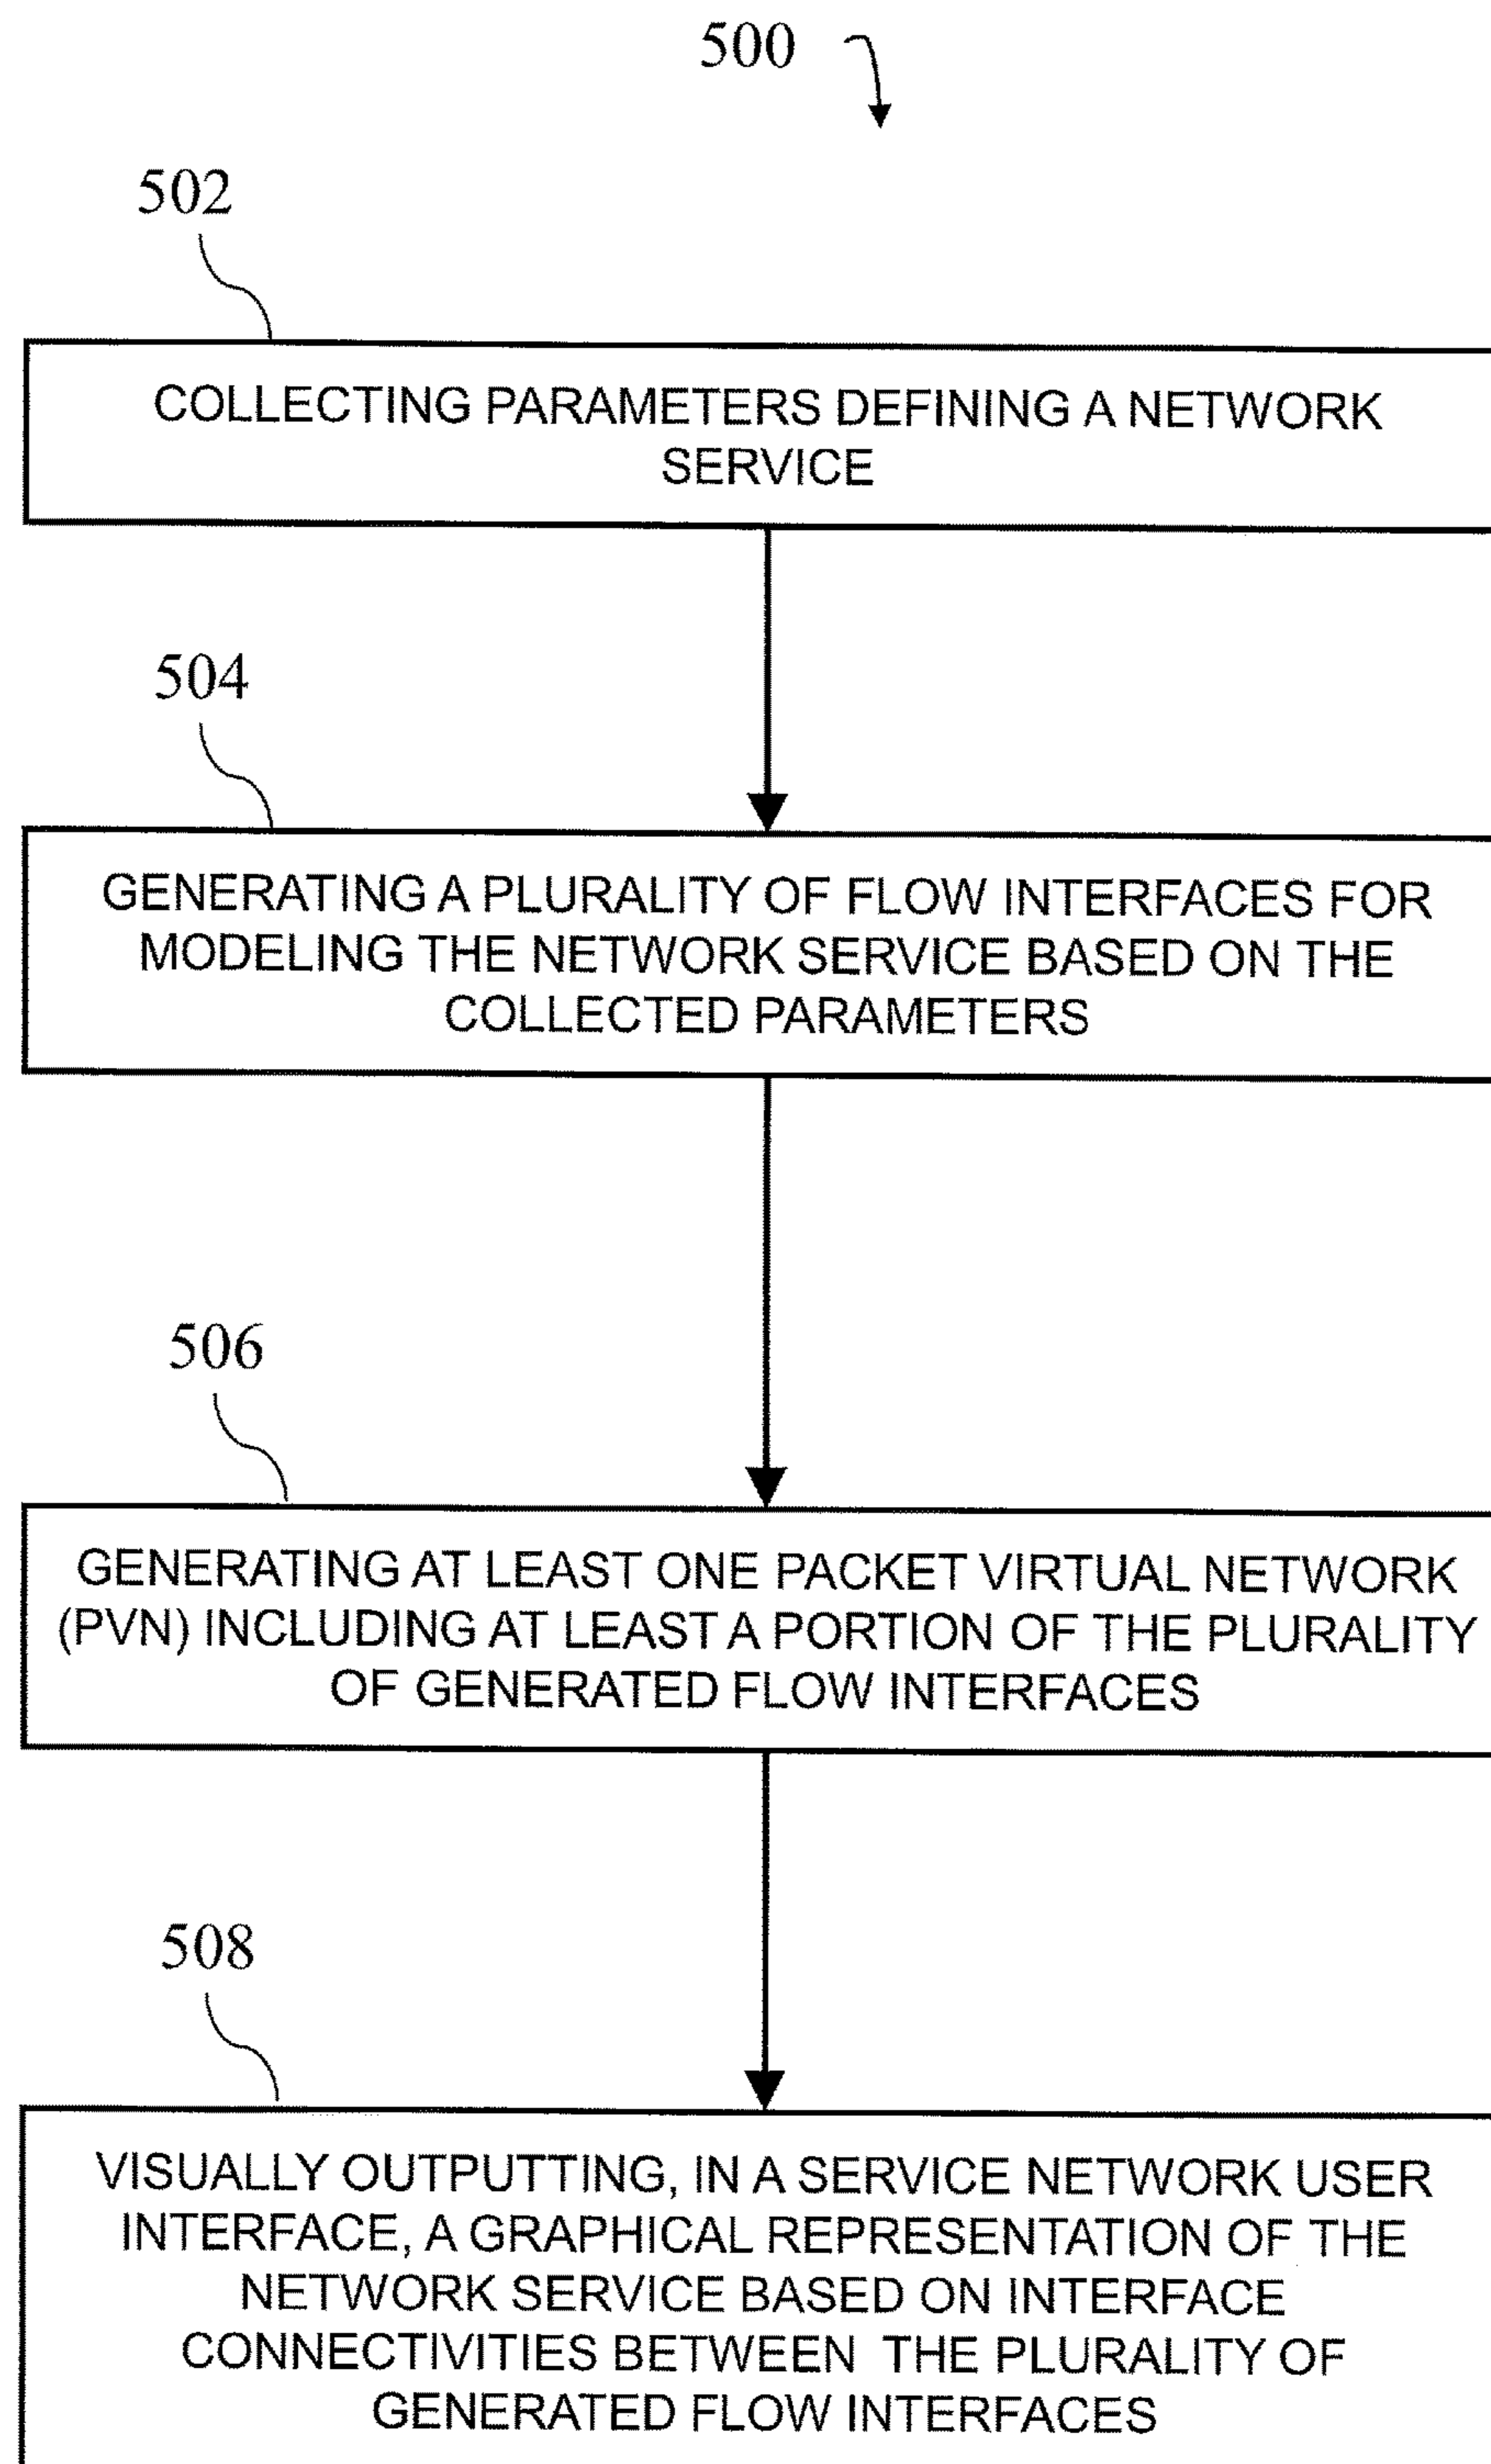 500
502
COLLECTING PARAMETERS DEFINING A NETWORK
SERVICE
504
GENERATING A PLURALITY OF FLOW INTERFACES FOR
MODELING THE NETWORK SERVICE BASED ON THE
COLLECTED PARAMETERS
506
GENERATING AT LEAST ONE PACKET VIRTUAL NETWORK
(PVN) INCLUDING AT LEAST A PORTION OF THE PLURALITY
OF GENERATED FLOW INTERFACES
508
VISUALLY OUTPUTTING, IN A SERVICE NETWORK USER
INTERFACE, A GRAPHICAL REPRESENTATION OF THE
NETWORK SERVICE BASED ON INTERFACE
CONNECTIVITIES BETWEEN THE PLURALITY OF
GENERATED FLOW INTERFACES